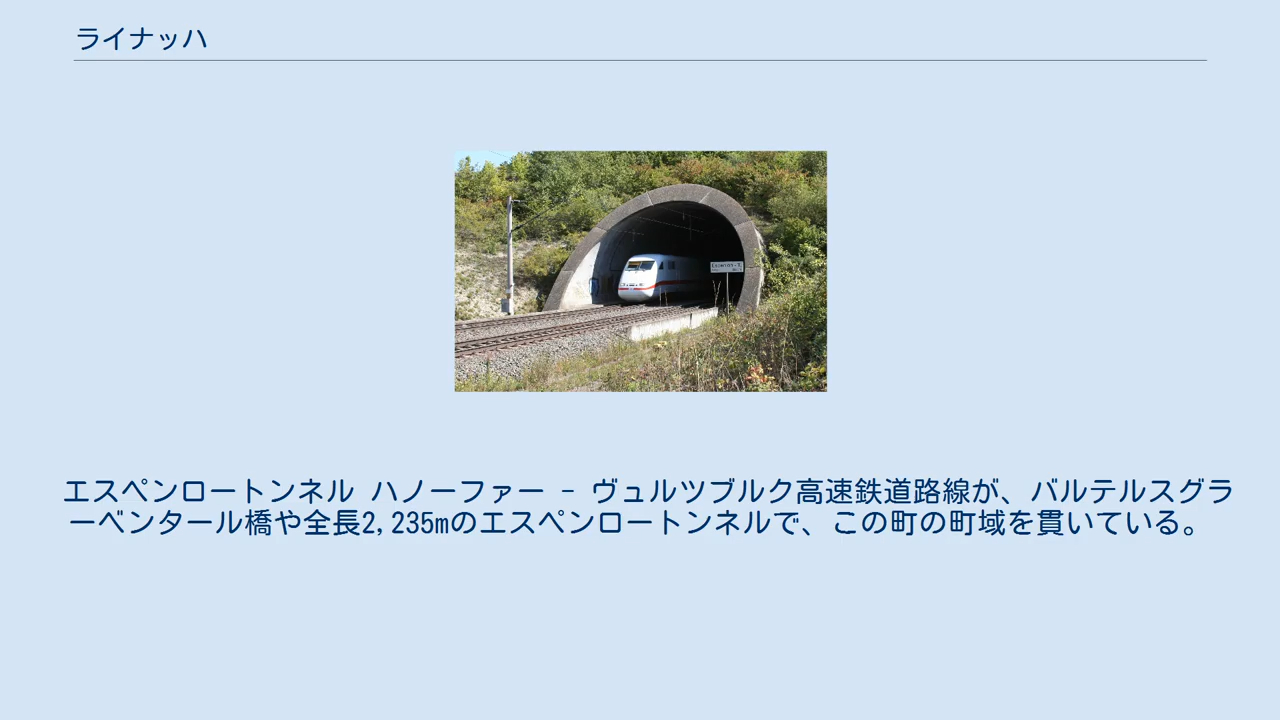 ライナッハ
エスペンロートンネル ハノーファー - ヴュルツブルク高速鉄道路線が、バルテルスグラ
ーベンタール橋や全長2,235mのエスペンロートンネルで、この町の町域を貫いている。